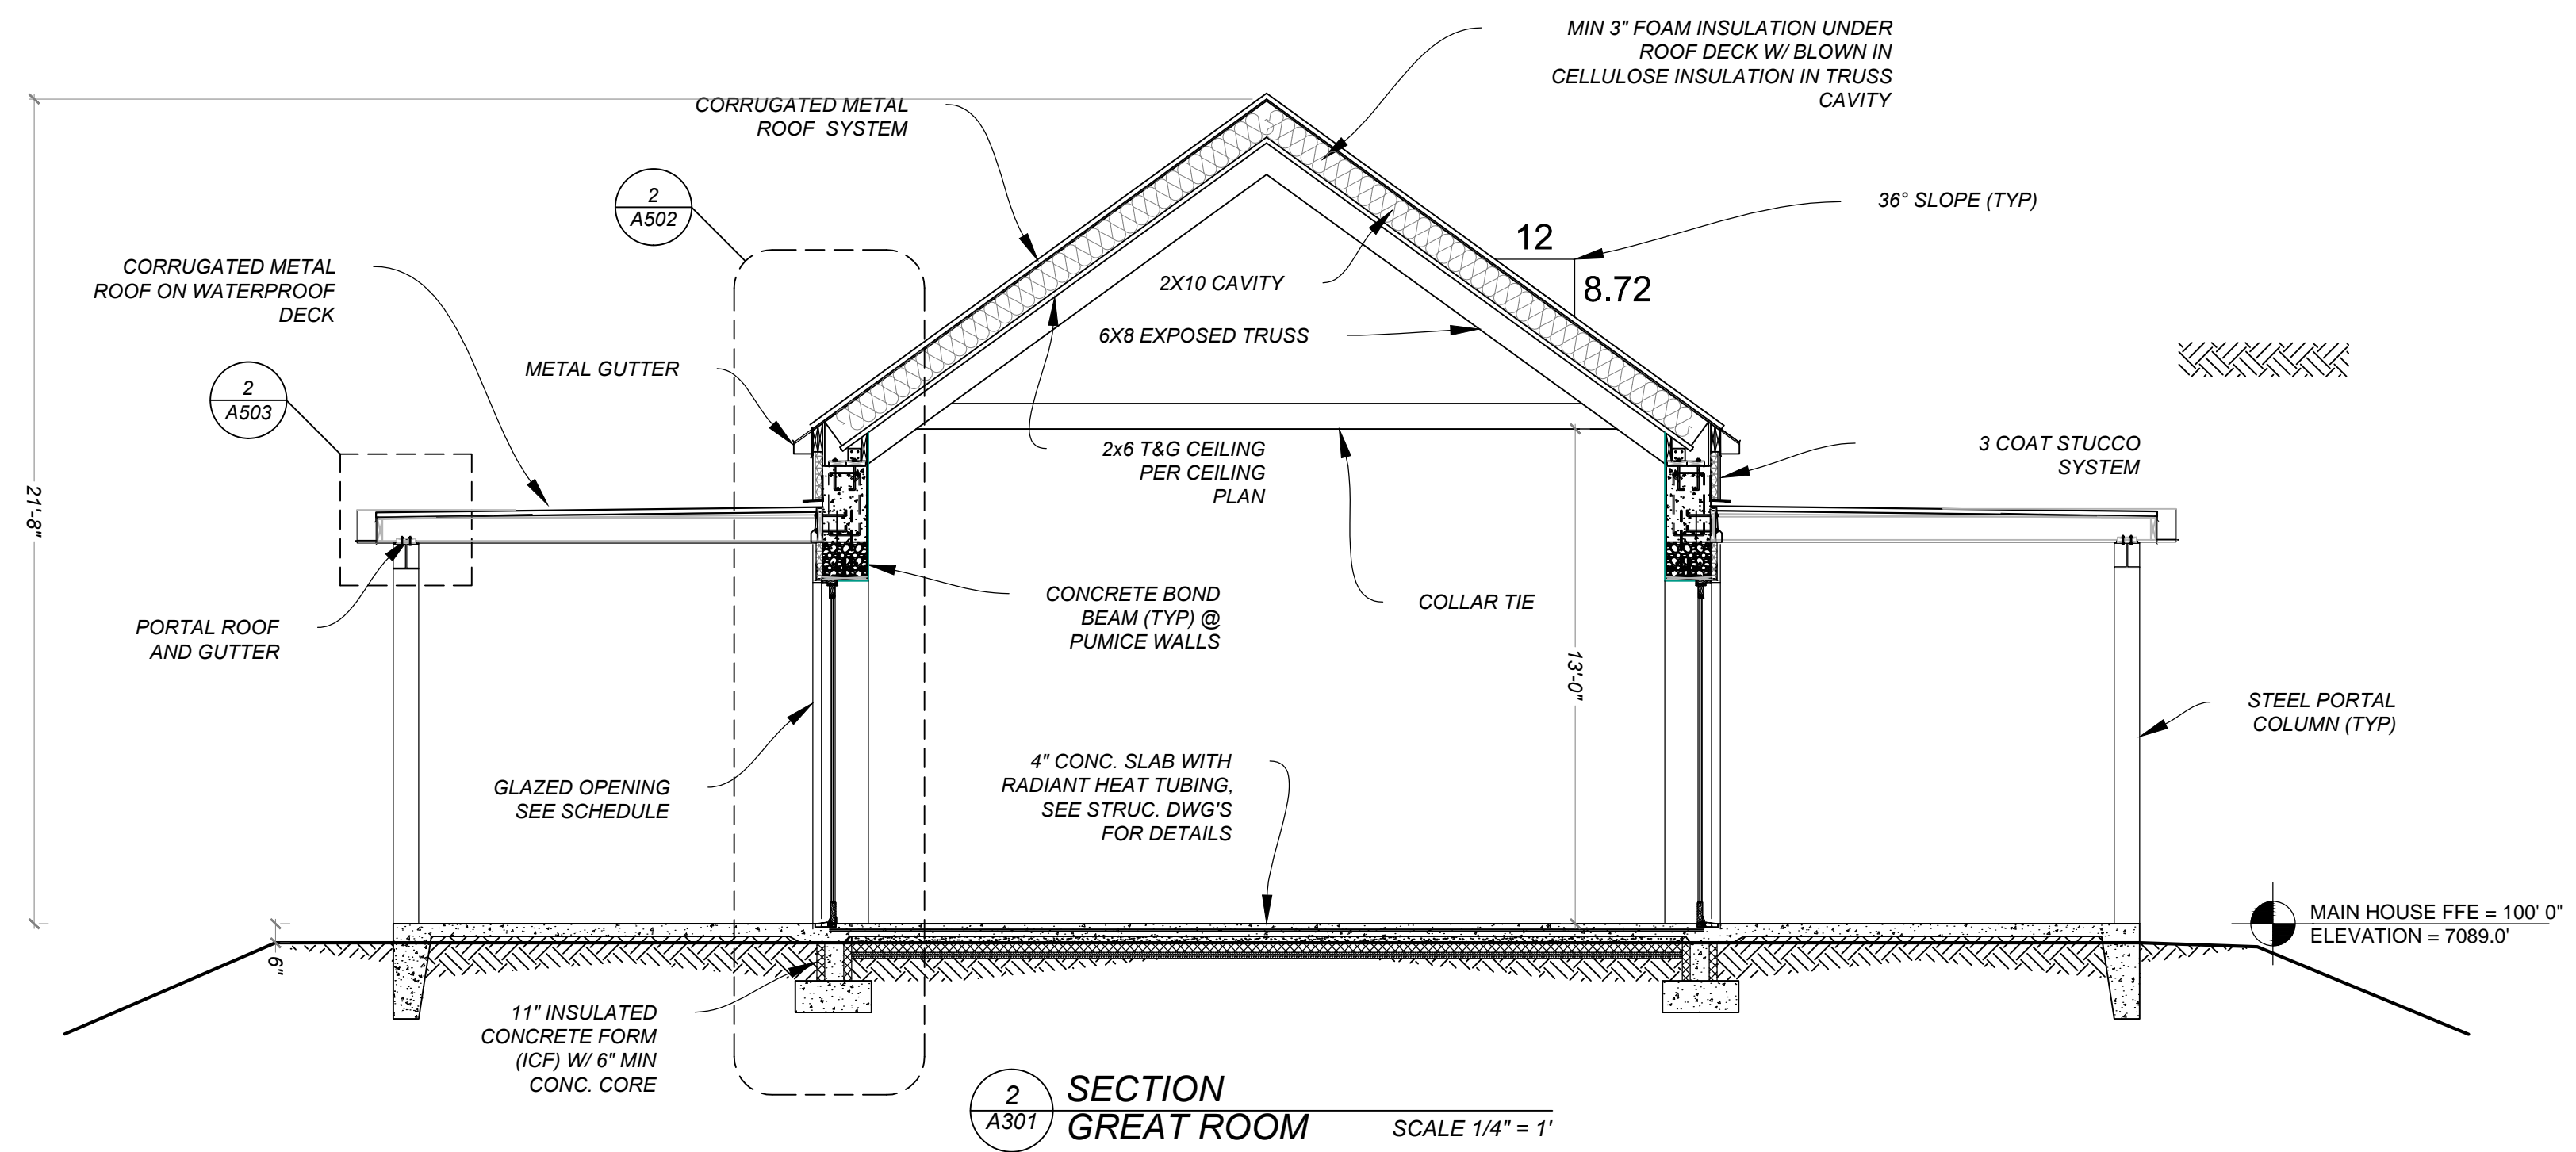 MIN 3" FOAM INSULATION UNDER
ROOF DECK W/ BLOWN IN
CELLULOSE INSULATION IN TRUSS
CAVITY
CORRUGATED METAL
ROOF SYSTEM
2
A502
36° SLOPE (TYP)
12
8.72
CORRUGATED METAL
ROOF ON WATERPROOF
DECK
2X10 CAVITY
6X8 EXPOSED TRUSS
METAL GUTTER
2
A503
2x6 T&G CEILING
PER CEILING
PLAN
3 COAT STUCCO
SYSTEM
21'-8"
PORTAL ROOF
AND GUTTER
CONCRETE BOND
BEAM (TYP) @
PUMICE WALLS
COLLAR TIE
13'-0"
STEEL PORTAL
COLUMN (TYP)
GLAZED OPENING
SEE SCHEDULE
4" CONC. SLAB WITH
RADIANT HEAT TUBING,
SEE STRUC. DWG'S
FOR DETAILS
MAIN HOUSE FFE = 100' 0"
ELEVATION = 7089.0'
6"
11" INSULATED
CONCRETE FORM
(ICF) W/ 6" MIN
CONC. CORE
2
A301
SECTION
GREAT ROOM
SCALE 1/4" = 1'